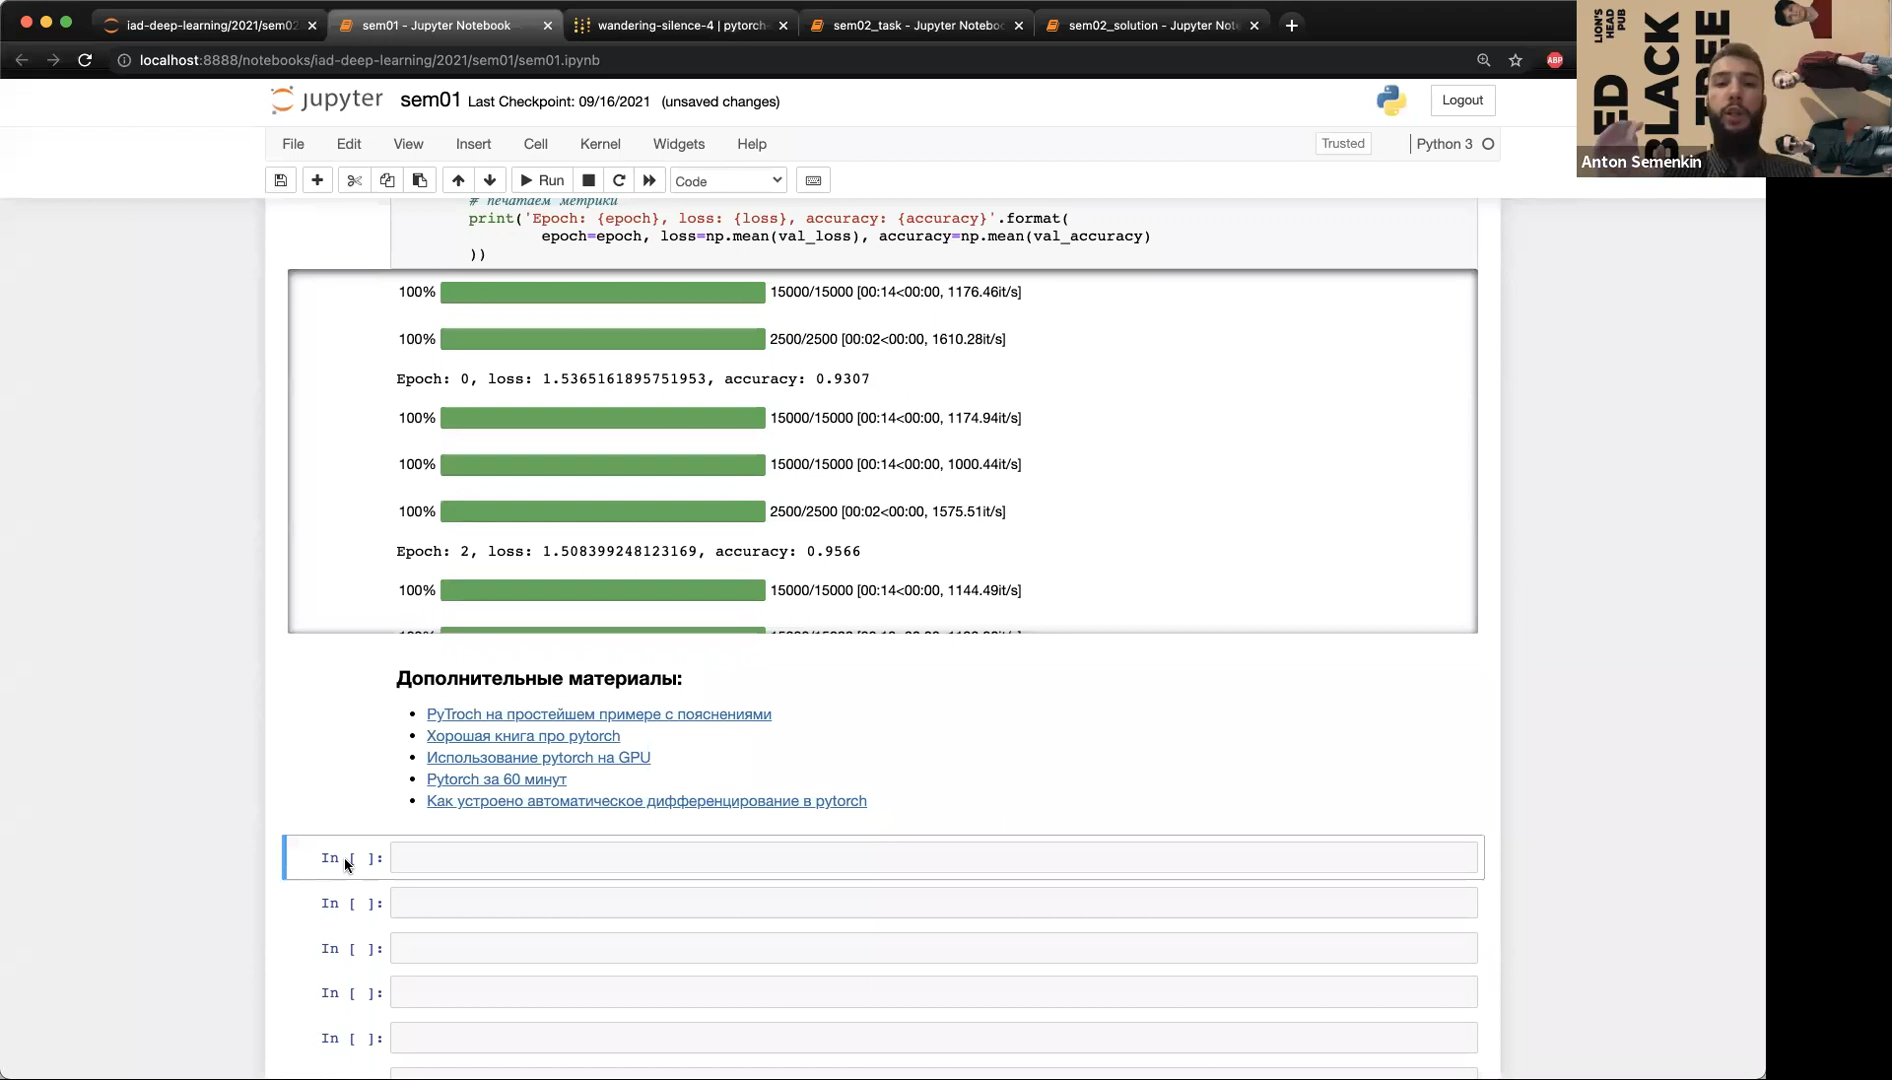 iad-deep-learning/2021/sem02
sem01 - Jupyter Notebook
wandering-silence-4 | pytorch-
sem02_task - Jupyter Noteboo
sem02_solution - Jupyter Note
localhost:8888/notebooks/iad-deep-learning/2021/sem01/sem01.ipynb
ABP
LION'S
HEAD
PUB
ED
BLACK
TREE
Anton Semenkin
jupyter sem01 Last Checkpoint: 09/16/2021 (unsaved changes)
Logout
File Edit View Insert Cell Kernel Widgets Help
Trusted
Python 3
Run
Code
# печатаем метрики
print('Epoch: {epoch}, loss: {loss}, accuracy: {accuracy}'.format(
epoch=epoch, loss=np.mean(val_loss), accuracy=np.mean(val_accuracy)
))
100% 15000/15000 [00:14<00:00, 1176.46it/s]
100% 2500/2500 [00:02<00:00, 1610.28it/s]
Epoch: 0, loss: 1.5365161895751953, accuracy: 0.9307
100% 15000/15000 [00:14<00:00, 1174.94it/s]
100% 15000/15000 [00:14<00:00, 1000.44it/s]
100% 2500/2500 [00:02<00:00, 1575.51it/s]
Epoch: 2, loss: 1.508399248123169, accuracy: 0.9566
100% 15000/15000 [00:14<00:00, 1144.49it/s]
Дополнительные материалы:
• PyTroch на простейшем примере с пояснениями
• Хорошая книга про pytorch
• Использование pytorch на GPU
• Pytorch за 60 минут
• Как устроено автоматическое дифференцирование в pytorch
In [ ]:
In [ ]:
In [ ]:
In [ ]:
In [ ]: